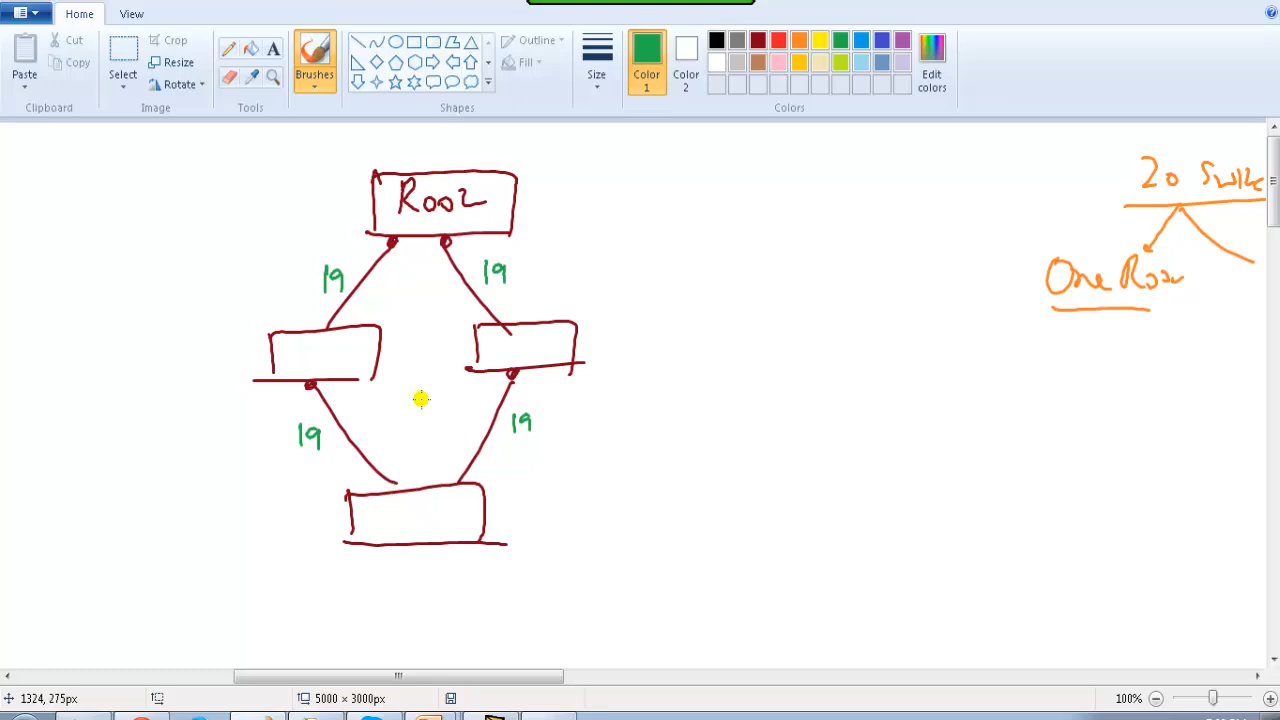 Home
View
Paste
Cut
Copy
Clipboard
Select
Crop
Resize
Rotate
Image
A
Tools
Brushes
Outline
Fill
Shapes
Size
Color
1
Color
2
Edit
colors
Colors
Root
19
19
19
19
20
One Root
1324, 275px
5000 × 3000px
100%